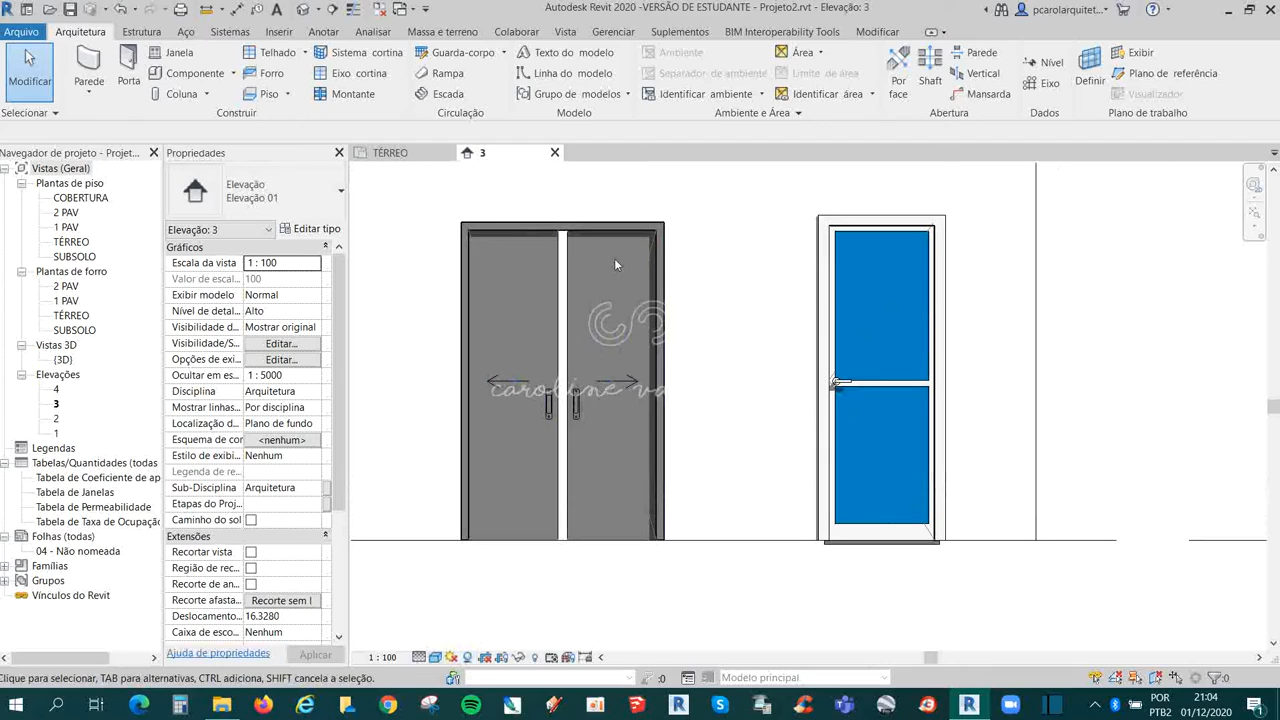 Autodesk Revit 2020 - VERSÃO DE ESTUDANTE - Projeto2.rvt - Elevação: 3
pcarolarquitet...
Arquivo Arquitetura Estrutura Aço Sistemas Inserir Anotar Analisar Massa e terreno Colaborar Vista Gerenciar Suplementos BIM Interoperability Tools Modificar
Modificar
Parede
Porta
Janela
Componente
Coluna
Telhado
Forro
Piso
Sistema cortina
Eixo cortina
Montante
Guarda-corpo
Rampa
Escada
Texto do modelo
Linha do modelo
Grupo de modelos
Ambiente
Separador de ambiente
Identificar ambiente
Área
Limite de área
Identificar área
Por face
Shaft
Parede
Vertical
Mansarda
Nível
Eixo
Definir
Exibir
Plano de referência
Visualizador
Selecionar
Construir
Circulação
Modelo
Ambiente e Área
Abertura
Dados
Plano de trabalho
Navegador de projeto - Projet...
Vistas (Geral)
Plantas de piso
COBERTURA
2 PAV
1 PAV
TÉRREO
SUBSOLO
Plantas de forro
2 PAV
1 PAV
TÉRREO
SUBSOLO
Vistas 3D
{3D}
Elevações
4
3
2
1
Legendas
Tabelas/Quantidades (todas
Tabela de Coeficiente de ap
Tabela de Janelas
Tabela de Permeabilidade
Tabela de Taxa de Ocupação
Folhas (todas)
04 - Não nomeada
Famílias
Grupos
Vínculos do Revit
Propriedades
Elevação
Elevação 01
Elevação: 3 Editar tipo
Gráficos
Escala da vista 1 : 100
Valor de escal... 100
Exibir modelo Normal
Nível de detal... Alto
Visibilidade d... Mostrar original
Visibilidade/S... Editar...
Opções de exi... Editar...
Ocultar em es... 1 : 5000
Disciplina Arquitetura
Mostrar linhas... Por disciplina
Localização d... Plano de fundo
Esquema de cor <nenhum>
Estilo de exibi... Nenhum
Legenda de re...
Sub-Disciplina Arquitetura
Etapas do Proj...
Caminho do sol
Extensões
Recortar vista
Região de rec...
Recorte de an...
Recorte afasta... Recorte sem l
Deslocamento... 16.3280
Caixa de esco... Nenhum
Ajuda de propriedades Aplicar
TÉRREO
3
caroline va
1 : 100
Clique para selecionar, TAB para alternativas, CTRL adiciona, SHIFT cancela a seleção.
:0
Modelo principal
:0
POR
PTB2
21:04
01/12/2020